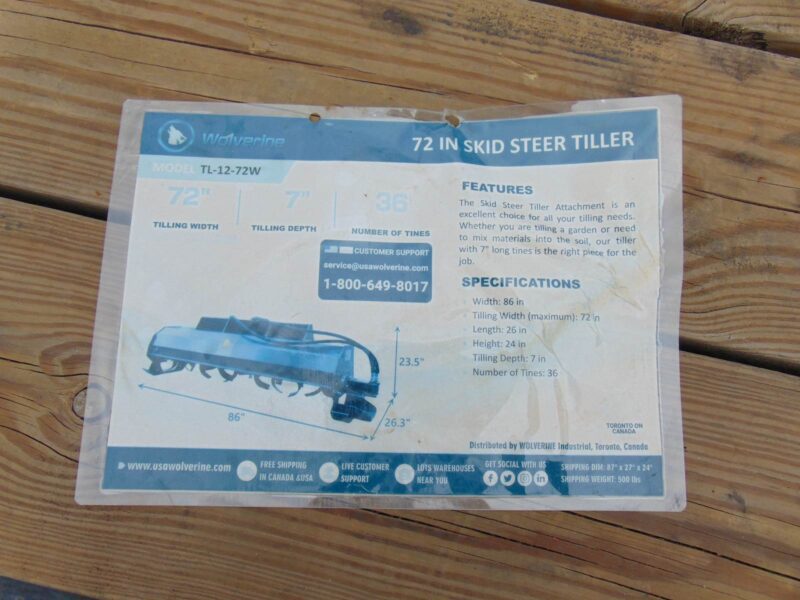 Wolverine
72 IN SKID STEER TILLER
MODEL TL-12-72W
72"
7"
36
TILLING WIDTH
TILLING DEPTH
NUMBER OF TINES
CUSTOMER SUPPORT
service@usawolverine.com
1-800-649-8017
FEATURES
The Skid Steer Tiller Attachment is an
excellent choice for all your tilling needs.
Whether you are tilling a garden or need
to mix materials into the soil, our tiller
with 7" long tines is the right piece for the
job.
SPECIFICATIONS
· Width: 86 in
· Tilling Width (maximum): 72 in
· Length: 26 in
· Height: 24 in
· Tilling Depth: 7 in
· Number of Tines: 36
23.5"
86"
26.3"
TORONTO ON
CANADA
Distributed by WOLVERINE Industrial, Toronto, Canada
www.usawolverine.com
FREE SHIPPING
IN CANADA &USA
LIVE CUSTOMER
SUPPORT
LOTS WAREHOUSES
NEAR YOU
GET SOCIAL WITH US
SHIPPING DIM: 87" x 27" x 24"
SHIPPING WEIGHT: 500 lbs